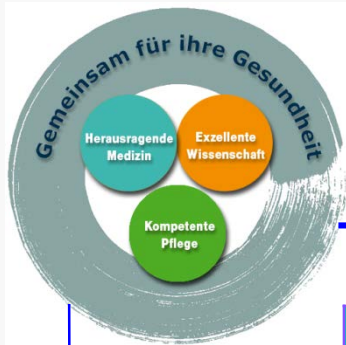 Gemeinsam für ihre Gesundheit
Herausragende
Medizin
Exzellente
Wissenschaft
Kompetente
Pflege